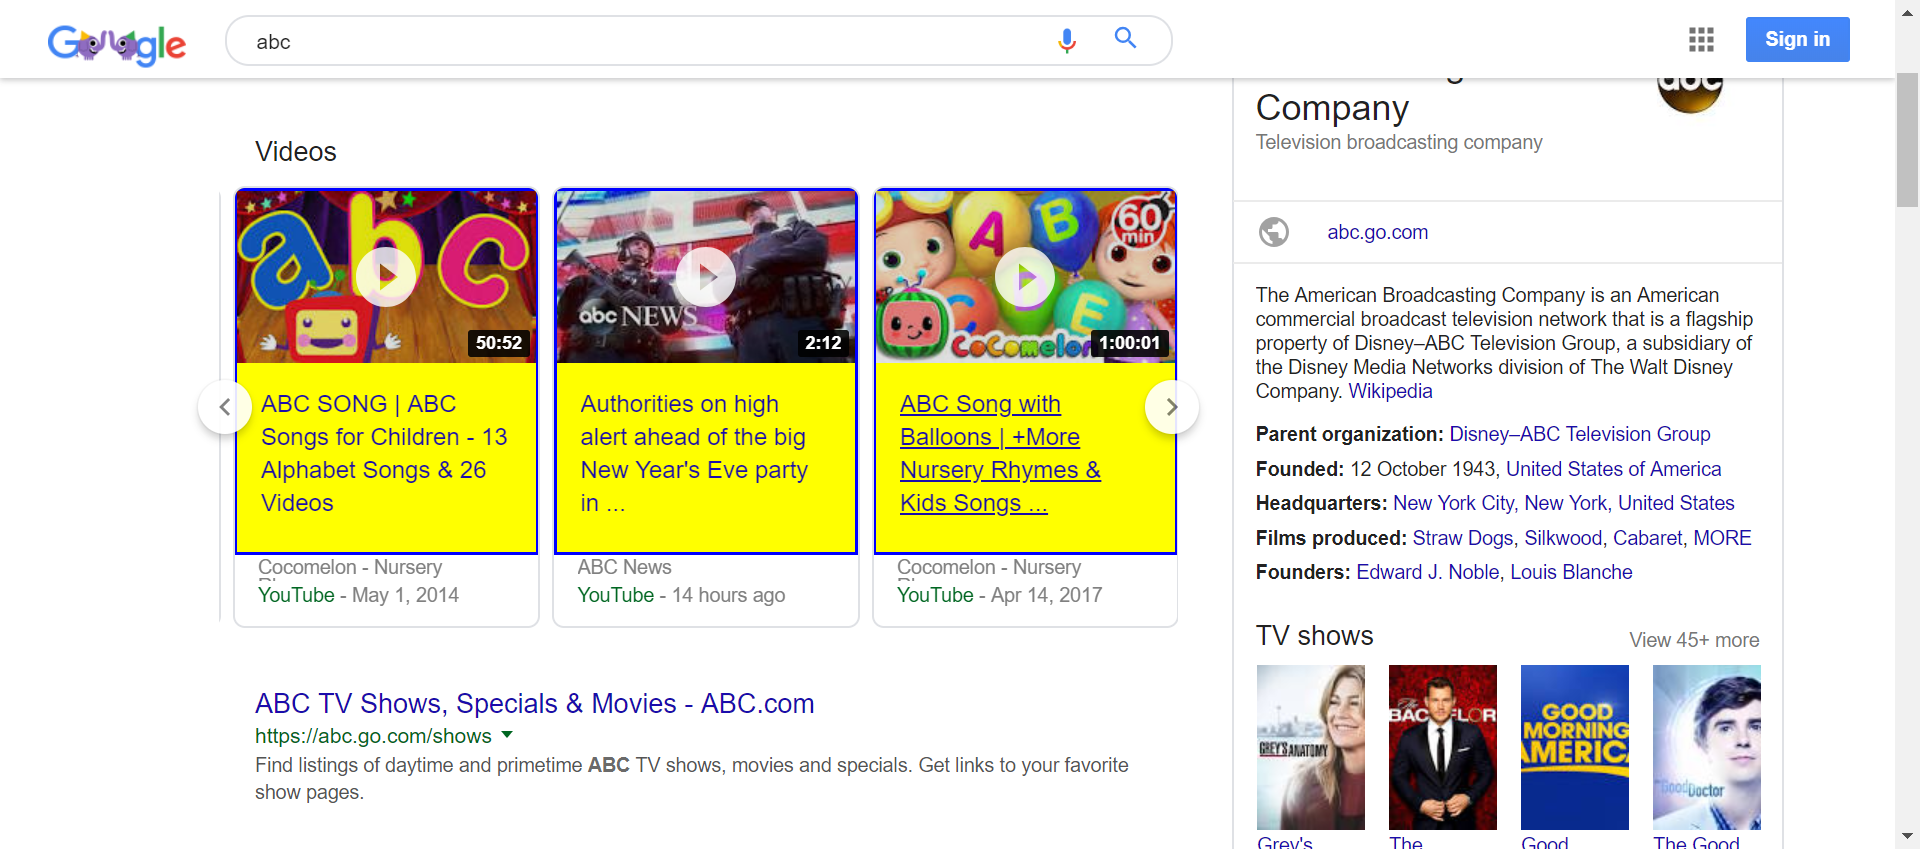 Google
abc
Sign in
Videos
abc
50:52
ABC SONG | ABC
Songs for Children - 13
Alphabet Songs & 26
Videos
Cocomelon - Nursery
YouTube - May 1, 2014
abc NEWS
2:12
Authorities on high
alert ahead of the big
New Year's Eve party
in ...
ABC News
YouTube - 14 hours ago
A B
60
min
C D E
CoComelon
1:00:01
ABC Song with
Balloons | +More
Nursery Rhymes &
Kids Songs ...
Cocomelon - Nursery
YouTube - Apr 14, 2017
ABC TV Shows, Specials & Movies - ABC.com
https://abc.go.com/shows
Find listings of daytime and primetime ABC TV shows, movies and specials. Get links to your favorite
show pages.
abc
Company
Television broadcasting company
abc.go.com
The American Broadcasting Company is an American
commercial broadcast television network that is a flagship
property of Disney–ABC Television Group, a subsidiary of
the Disney Media Networks division of The Walt Disney
Company. Wikipedia
Parent organization: Disney–ABC Television Group
Founded: 12 October 1943, United States of America
Headquarters: New York City, New York, United States
Films produced: Straw Dogs, Silkwood, Cabaret, MORE
Founders: Edward J. Noble, Louis Blanche
TV shows
View 45+ more
GREY'S ANATOMY
The
BACHELOR
GOOD
MORNING
AMERICA
the Good Doctor
Grey's
The
Good
The Good